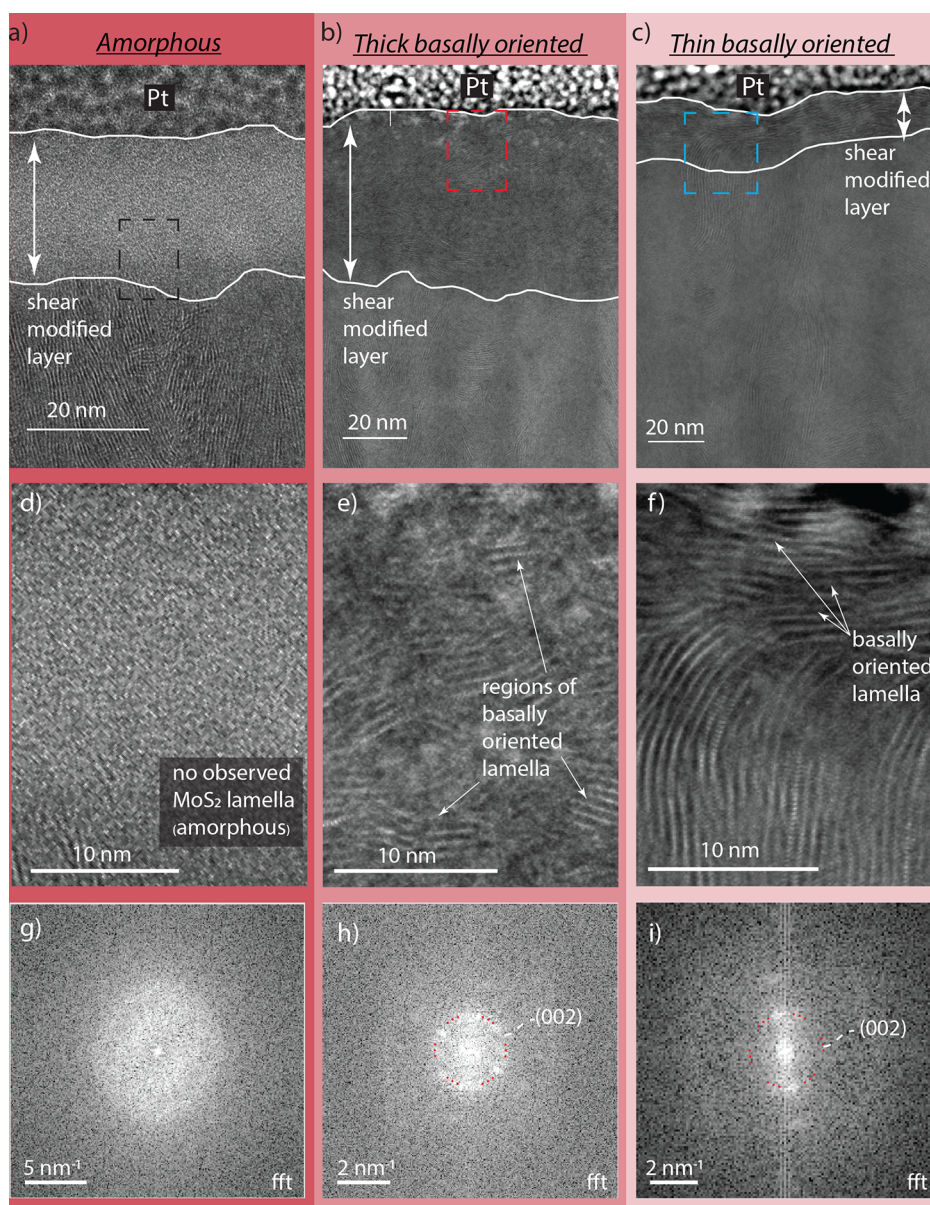 a)
Amorphous
b)
Thick basally oriented
c)
Thin basally oriented
Pt
Pt
Pt
shear
modified
layer
20 nm
shear
modified
layer
20 nm
shear
modified
layer
20 nm
d)
no observed
MoS₂ lamella
(amorphous)
10 nm
e)
regions of
basally
oriented
lamella
10 nm
f)
basally
oriented
lamella
10 nm
g)
5 nm⁻¹
fft
h)
(002)
2 nm⁻¹
fft
i)
(002)
2 nm⁻¹
fft